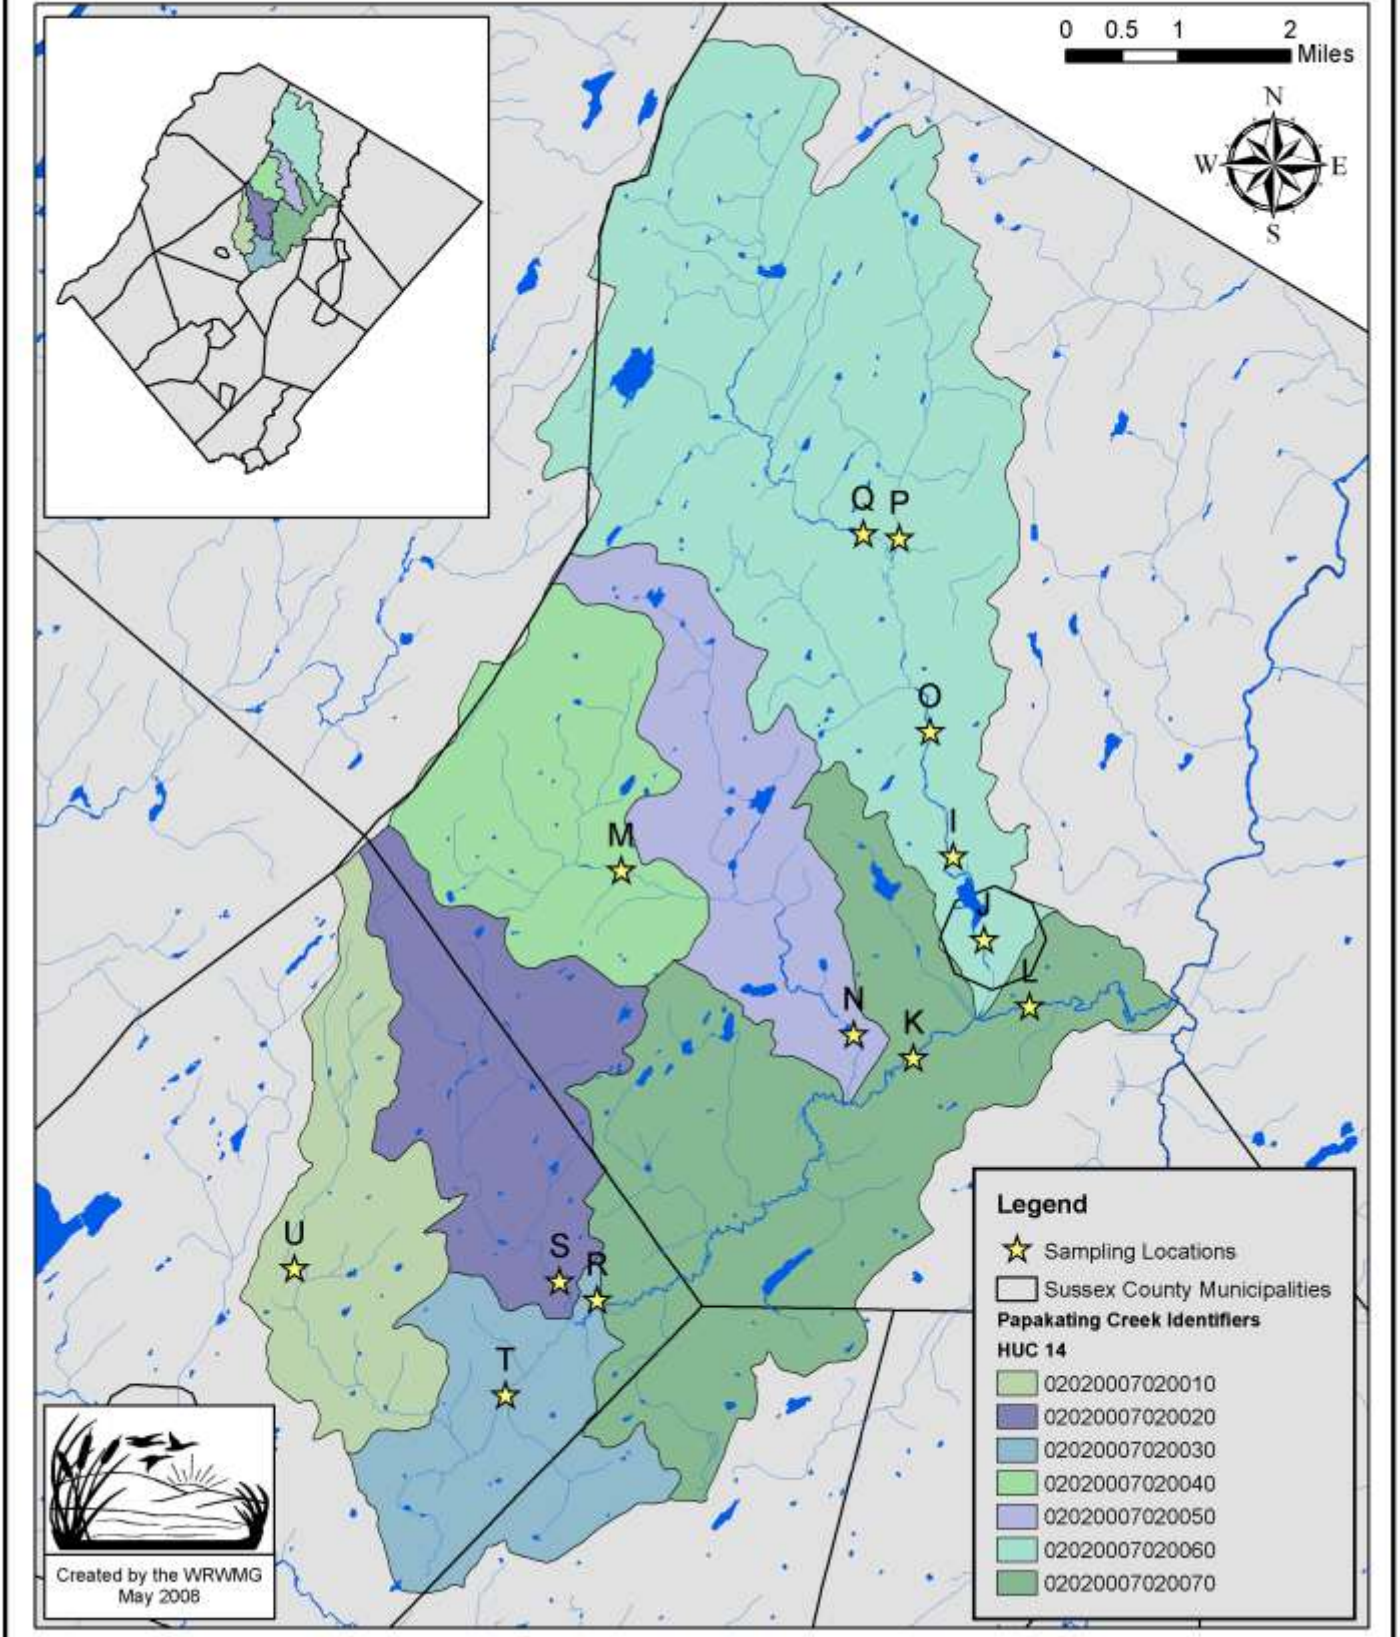 0 0.5 1 2
Miles
N
W E
S
Q P
O
I
M
J
L
N
K
U
S
R
T
Legend
Sampling Locations
Sussex County Municipalities
Papakating Creek Identifiers
HUC 14
02020007020010
02020007020020
02020007020030
02020007020040
02020007020050
02020007020060
02020007020070
Created by the WRWMG
May 2008